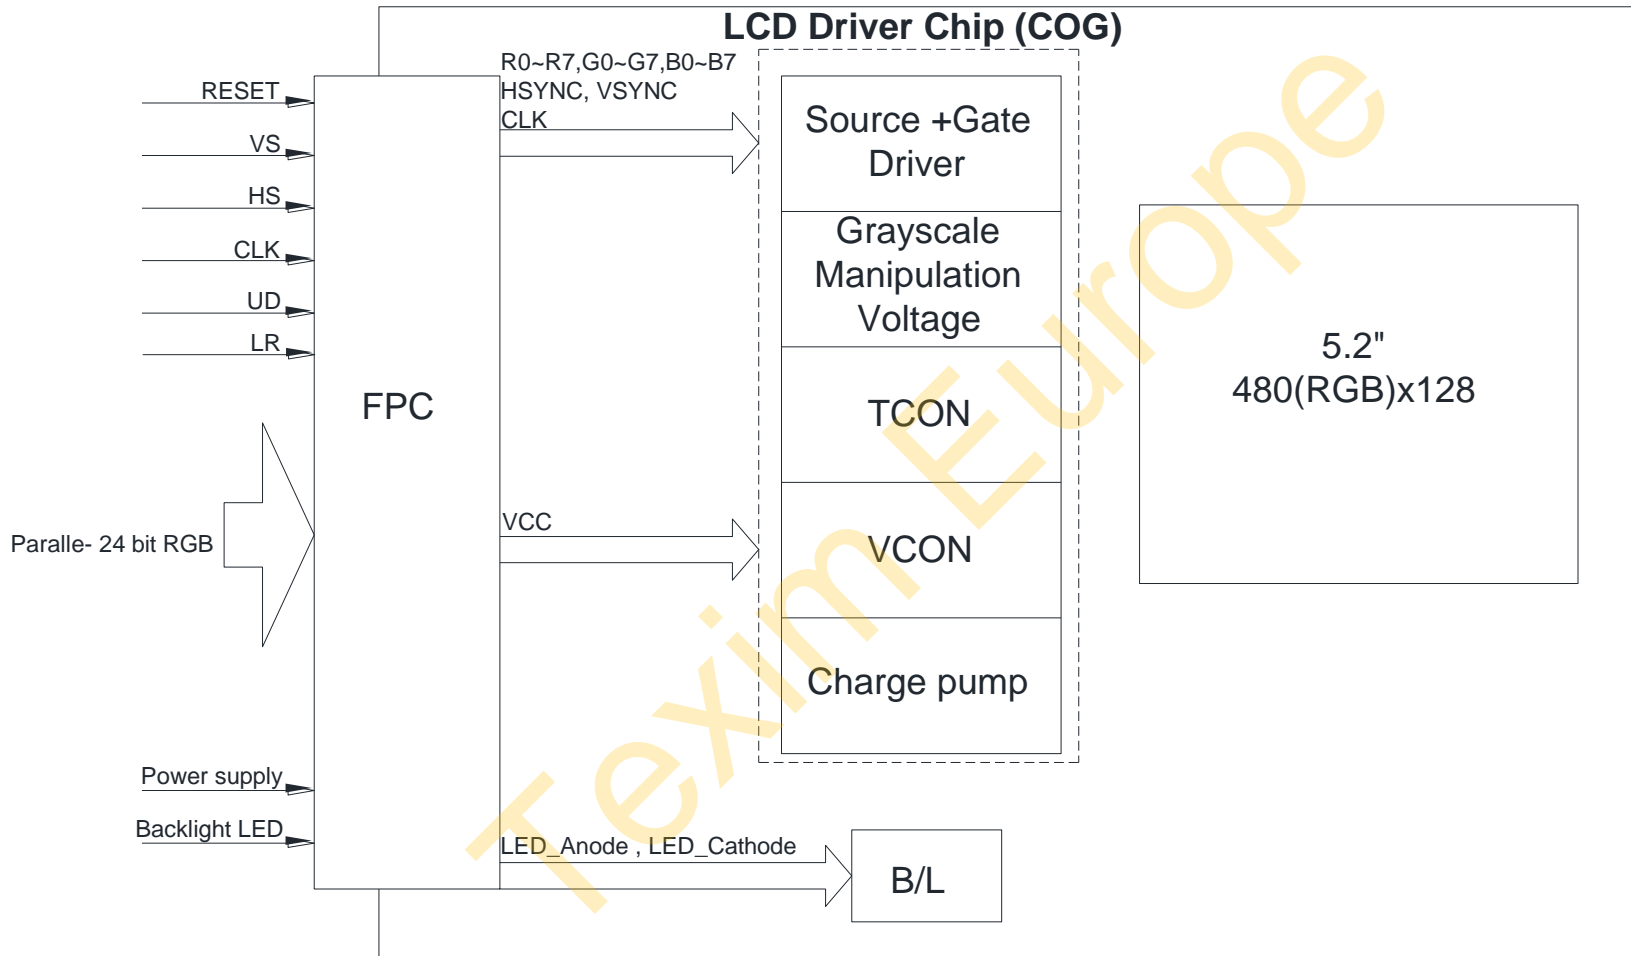 LCD Driver Chip (COG)
R0~R7,G0~G7,B0~B7
HSYNC, VSYNC
CLK
RESET
VS
HS
CLK
UD
LR
FPC
Paralle- 24 bit RGB
Power supply
Backlight LED
VCC
LED_Anode , LED_Cathode
Source +Gate
Driver
Grayscale
Manipulation
Voltage
TCON
VCON
Charge pump
B/L
5.2"
480(RGB)x128
Texim Europe